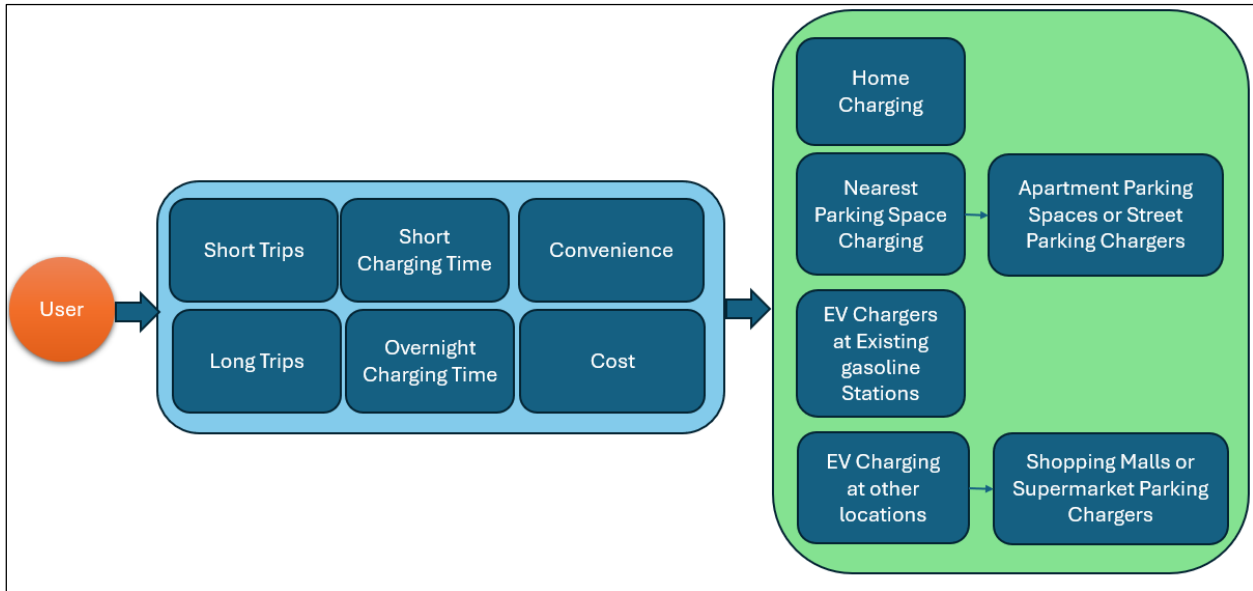 User
Short Trips
Short
Charging Time
Convenience
Long Trips
Overnight
Charging Time
Cost
Home
Charging
Nearest
Parking Space
Charging
Apartment Parking
Spaces or Street
Parking Chargers
EV Chargers
at Existing
gasoline
Stations
EV Charging
at other
locations
Shopping Malls or
Supermarket Parking
Chargers